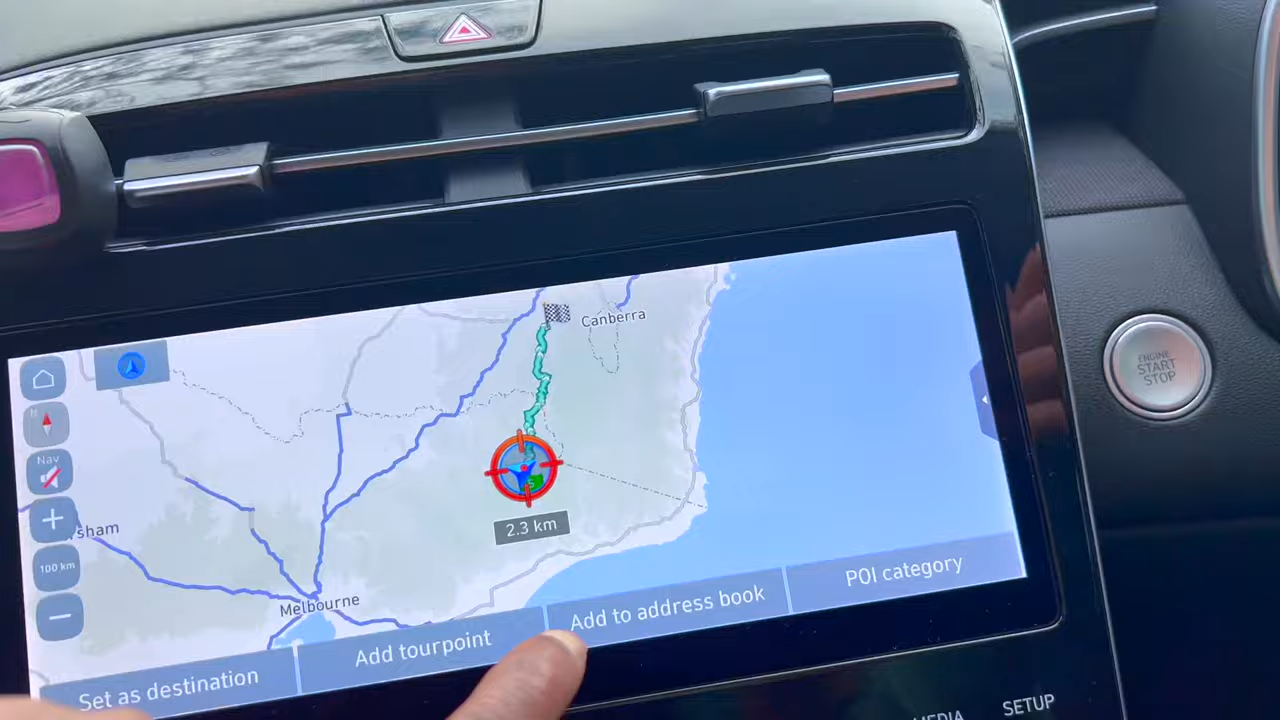 Canberra
N
Nav
2.3 km
sham
100 km
Melbourne
Set as destination
Add tourpoint
Add to address book
POI category
ENGINE
START
STOP
MEDIA
SETUP